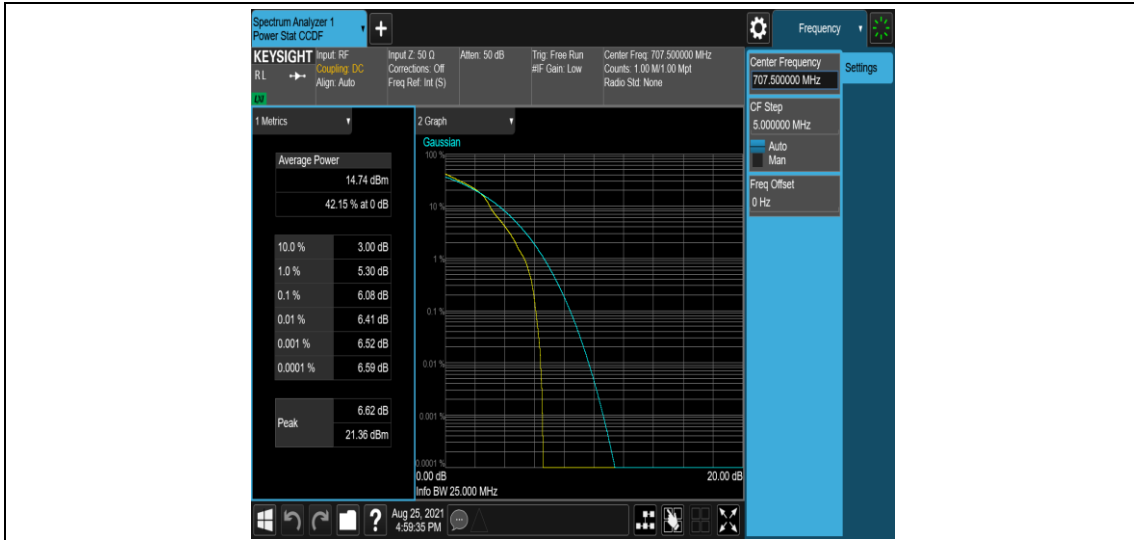 Spectrum Analyzer 1
Power Stat CCDF
+
Frequency
KEYSIGHT
RL
LXI
Input: RF
Coupling: DC
Align: Auto
Input Z: 50 Ω
Corrections: Off
Freq Ref: Int (S)
Atten: 50 dB
Trig: Free Run
#IF Gain: Low
Center Freq: 707.500000 MHz
Counts: 1.00 M/1.00 Mpt
Radio Std: None
Center Frequency
707.500000 MHz
Settings
CF Step
5.000000 MHz
Auto
Man
Freq Offset
0 Hz
1 Metrics
Average Power
14.74 dBm
42.15 % at 0 dB
10.0 % 3.00 dB
1.0 % 5.30 dB
0.1 % 6.08 dB
0.01 % 6.41 dB
0.001 % 6.52 dB
0.0001 % 6.59 dB
Peak
6.62 dB
21.36 dBm
2 Graph
Gaussian
100 %
10 %
1 %
0.1 %
0.01 %
0.001 %
0.0001 %
0.00 dB 20.00 dB
Info BW 25.000 MHz
?
Aug 25, 2021
4:59:35 PM